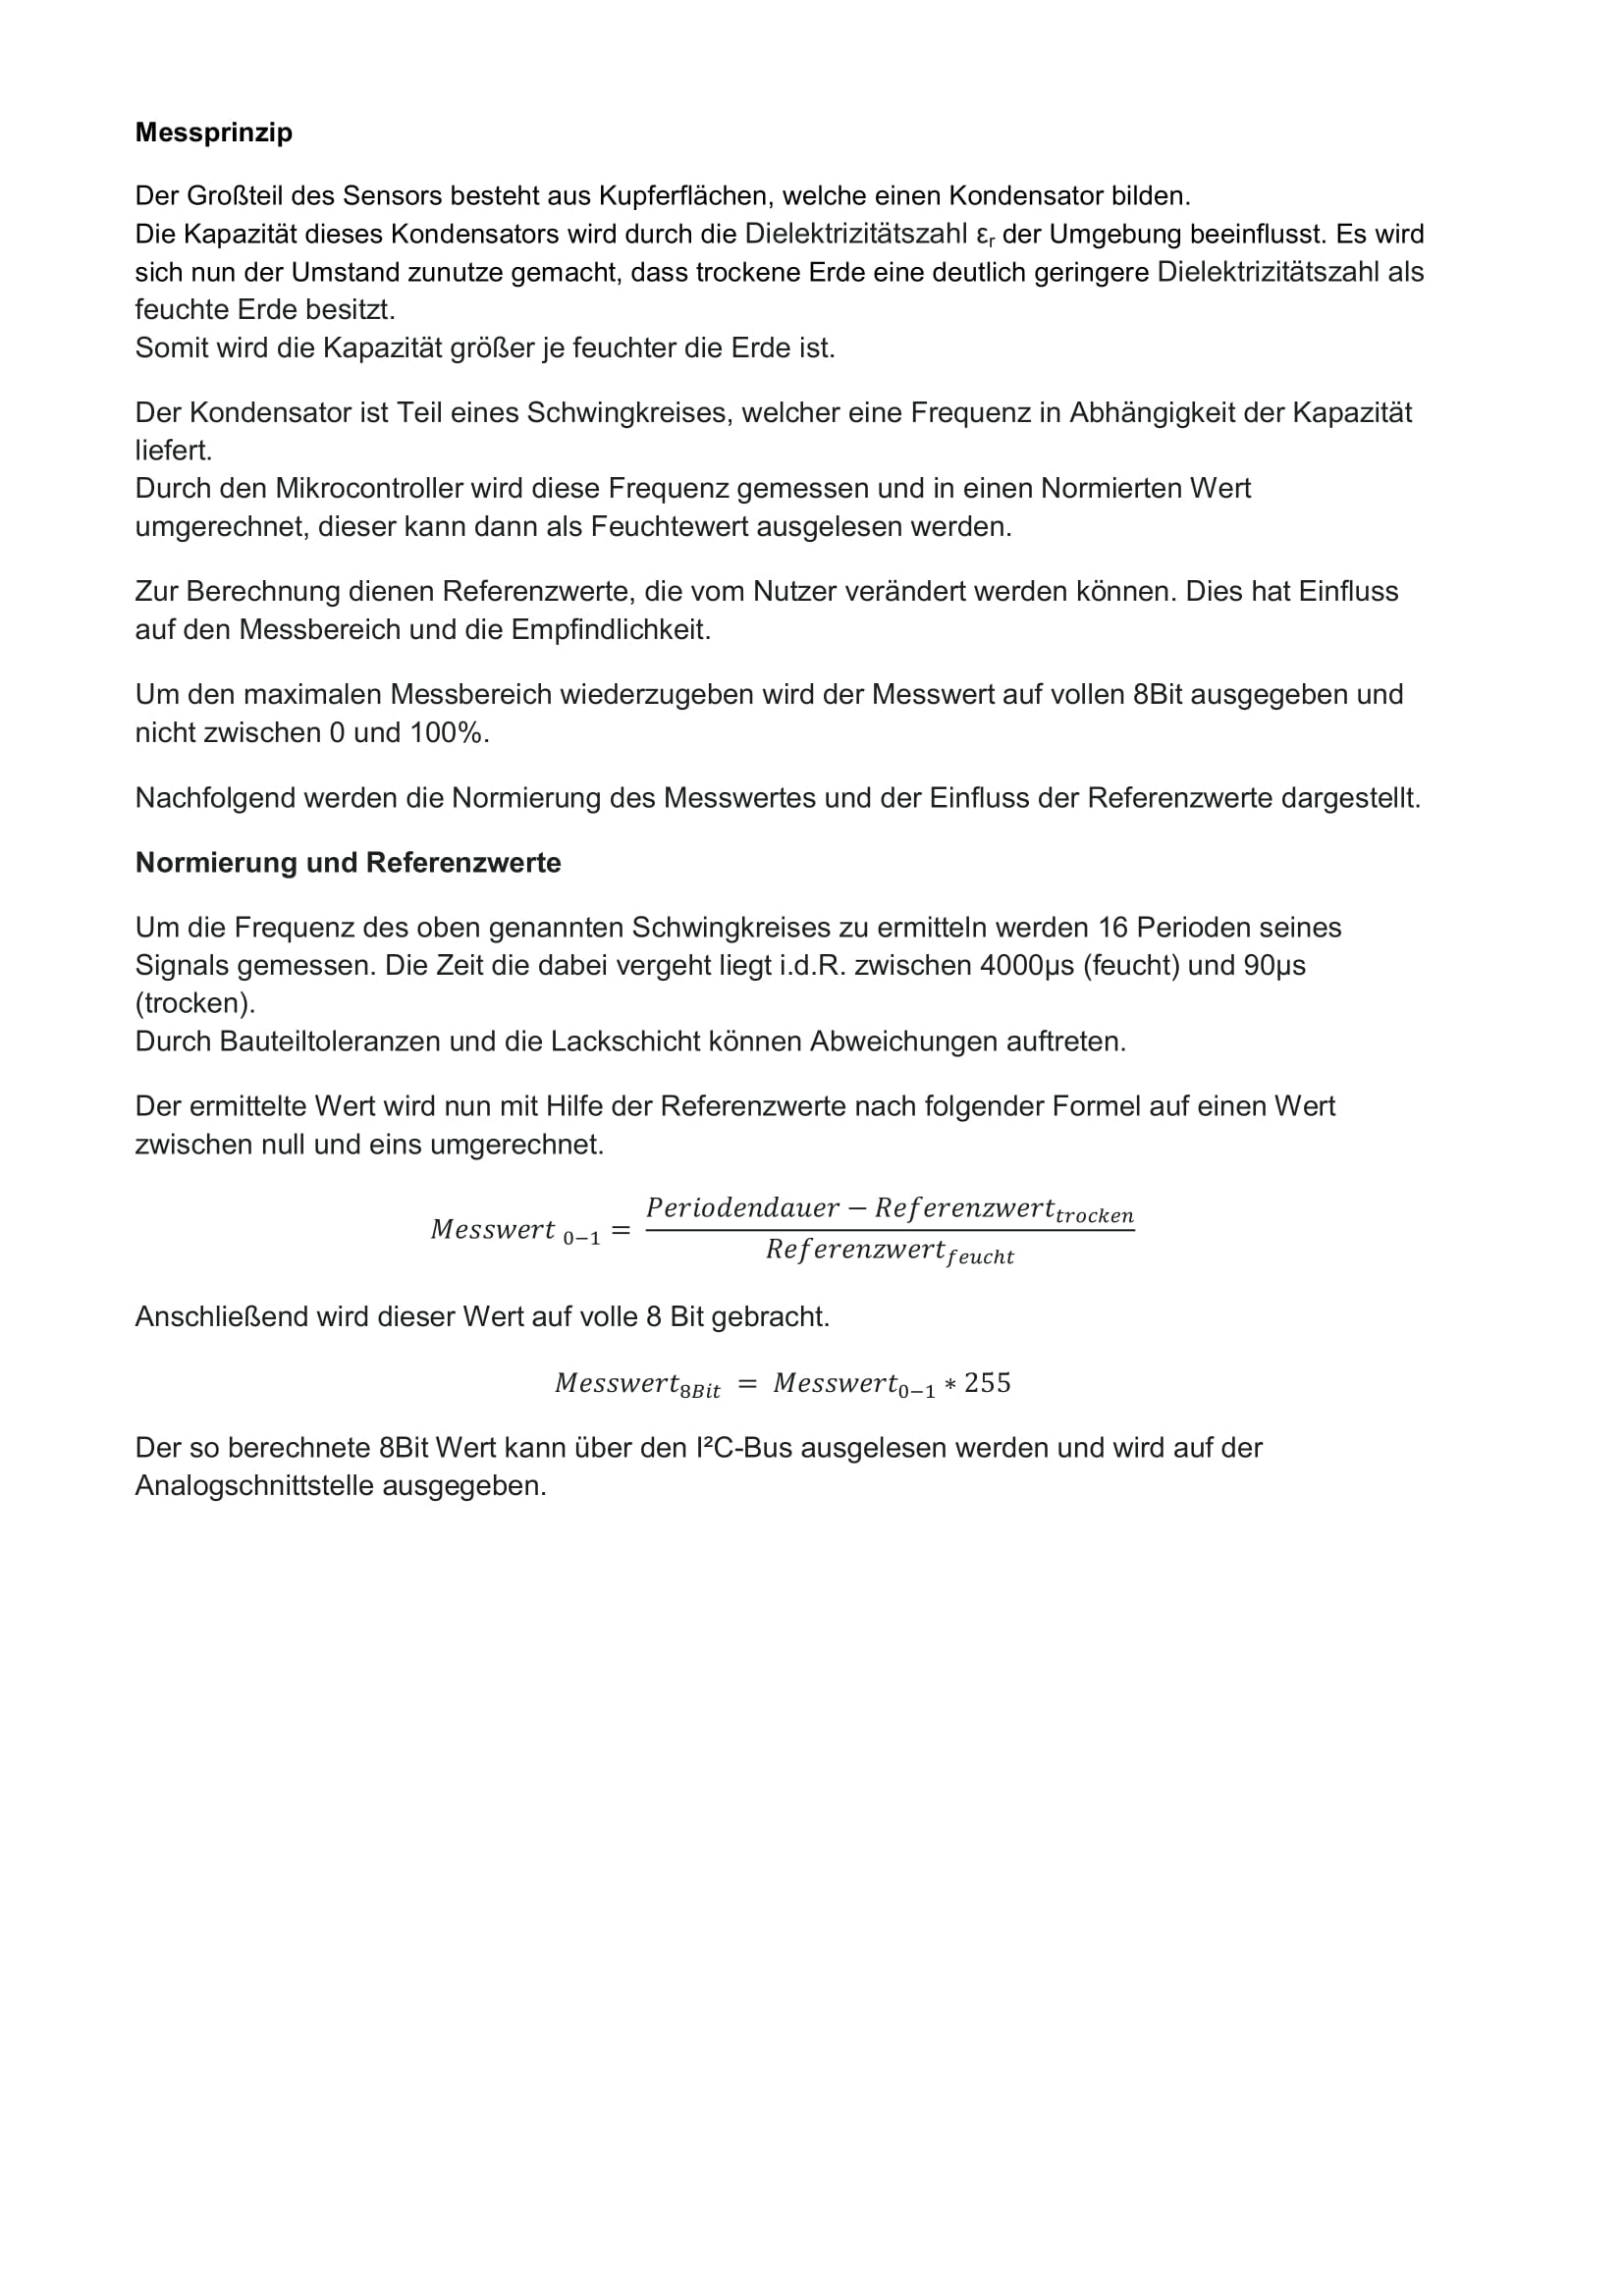 Messprinzip
Der Großteil des Sensors besteht aus Kupferflächen, welche einen Kondensator bilden.
Die Kapazität dieses Kondensators wird durch die Dielektrizitätszahl εr der Umgebung beeinflusst. Es wird
sich nun der Umstand zunutze gemacht, dass trockene Erde eine deutlich geringere Dielektrizitätszahl als
feuchte Erde besitzt.
Somit wird die Kapazität größer je feuchter die Erde ist.
Der Kondensator ist Teil eines Schwingkreises, welcher eine Frequenz in Abhängigkeit der Kapazität
liefert.
Durch den Mikrocontroller wird diese Frequenz gemessen und in einen Normierten Wert
umgerechnet, dieser kann dann als Feuchtewert ausgelesen werden.
Zur Berechnung dienen Referenzwerte, die vom Nutzer verändert werden können. Dies hat Einfluss
auf den Messbereich und die Empfindlichkeit.
Um den maximalen Messbereich wiederzugeben wird der Messwert auf vollen 8Bit ausgegeben und
nicht zwischen 0 und 100%.
Nachfolgend werden die Normierung des Messwertes und der Einfluss der Referenzwerte dargestellt.
Normierung und Referenzwerte
Um die Frequenz des oben genannten Schwingkreises zu ermitteln werden 16 Perioden seines
Signals gemessen. Die Zeit die dabei vergeht liegt i.d.R. zwischen 4000µs (feucht) und 90µs
(trocken).
Durch Bauteiltoleranzen und die Lackschicht können Abweichungen auftreten.
Der ermittelte Wert wird nun mit Hilfe der Referenzwerte nach folgender Formel auf einen Wert
zwischen null und eins umgerechnet.
Periodendauer − Referenzwert trocken
Messwert 0−1 =
Referenzwert feucht
Anschließend wird dieser Wert auf volle 8 Bit gebracht.
Messwert8Bit = Messwert0−1 ∗ 255
Der so berechnete 8Bit Wert kann über den I²C-Bus ausgelesen werden und wird auf der
Analogschnittstelle ausgegeben.